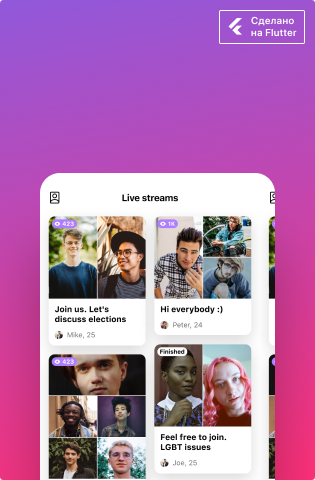 Сделано
на Flutter
Live streams
423
1K
Join us. Let's
discuss elections
Mike, 25
Hi everybody :)
Peter, 24
423
Finished
Feel free to join.
LGBT issues
Joe, 25